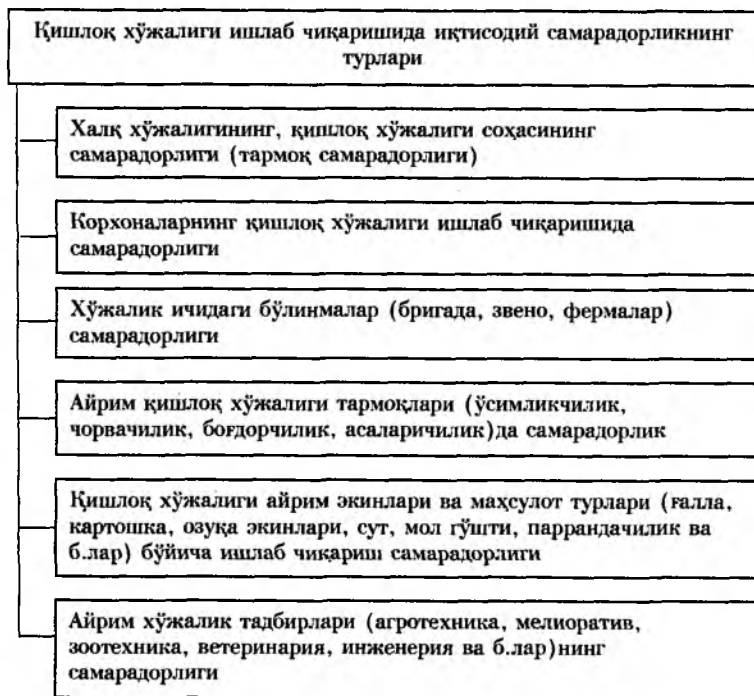 Қишлоқ хўжалиги ишлаб чиқаришида иқтисодий самарадорликнинг
турлари
Халқ хўжалигининг, қишлоқ хўжалиги соҳасининг
самарадорлиги (тармоқ самарадорлиги)
Корхоналарнинг қишлоқ хўжалиги ишлаб чиқаришида
самарадорлиги
Хўжалик ичидаги бўлинмалар (бригада, звено, фермалар)
самарадорлиги
Айрим қишлоқ хўжалиги тармоқлари (ўсимликчилик,
чорвачилик, боғдорчилик, асаларичилик)да самарадорлик
Қишлоқ хўжалиги айрим экинлари ва маҳсулот турлари (ғалла,
картошка, озуқа экинлари, сут, мол гўшти, паррандачилик ва
б.лар) бўйича ишлаб чиқариш самарадорлиги
Айрим хўжалик тадбирлари (агротехника, мелиоратив,
зоотехника, ветеринария, инженерия ва б.лар)нинг
самарадорлиги